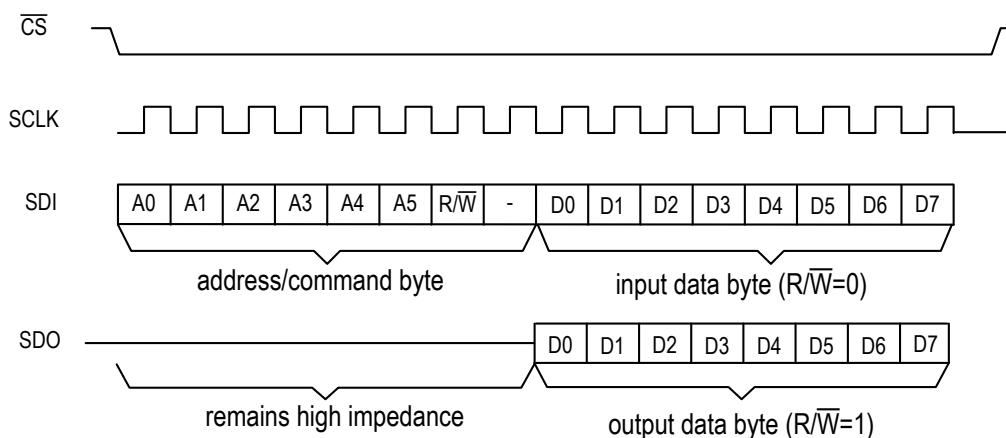 C̅S̅
SCLK
SDI A0 A1 A2 A3 A4 A5 R/W̅ - D0 D1 D2 D3 D4 D5 D6 D7
address/command byte input data byte (R/W̅=0)
SDO D0 D1 D2 D3 D4 D5 D6 D7
remains high impedance output data byte (R/W̅=1)